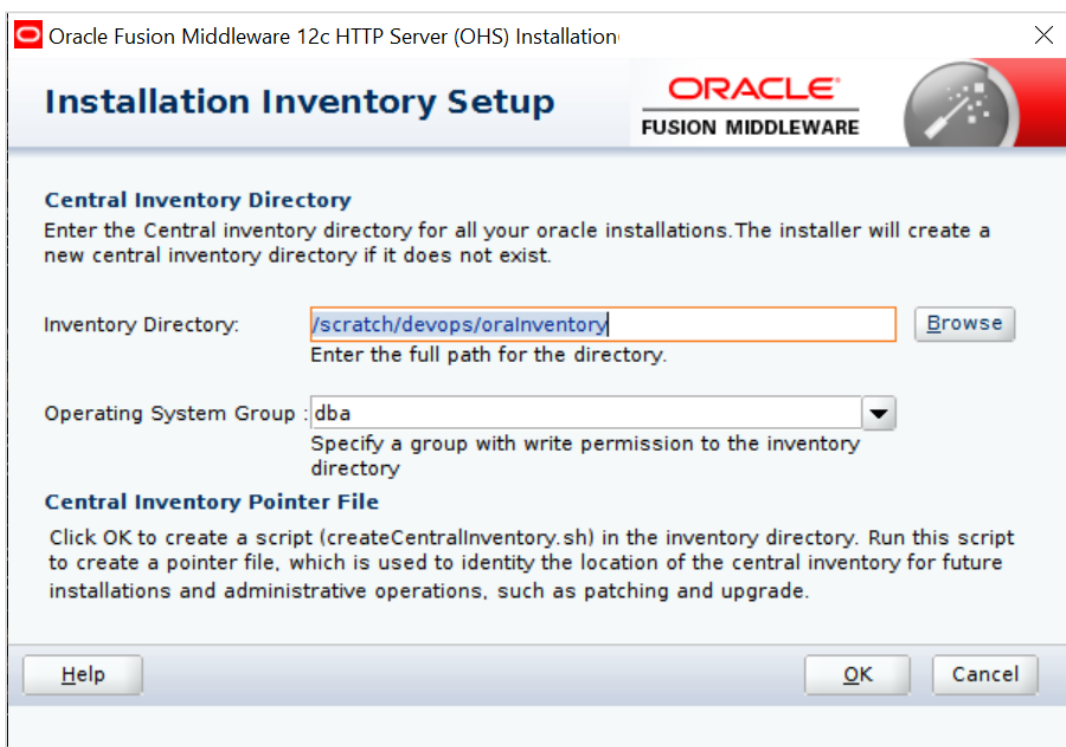 Oracle Fusion Middleware 12c HTTP Server (OHS) Installation
Installation Inventory Setup
ORACLE
FUSION MIDDLEWARE
Central Inventory Directory
Enter the Central inventory directory for all your oracle installations.The installer will create a
new central inventory directory if it does not exist.
Inventory Directory:
/scratch/devops/oraInventory
Browse
Enter the full path for the directory.
Operating System Group :
dba
Specify a group with write permission to the inventory
directory
Central Inventory Pointer File
Click OK to create a script (createCentralInventory.sh) in the inventory directory. Run this script
to create a pointer file, which is used to identity the location of the central inventory for future
installations and administrative operations, such as patching and upgrade.
Help
OK
Cancel